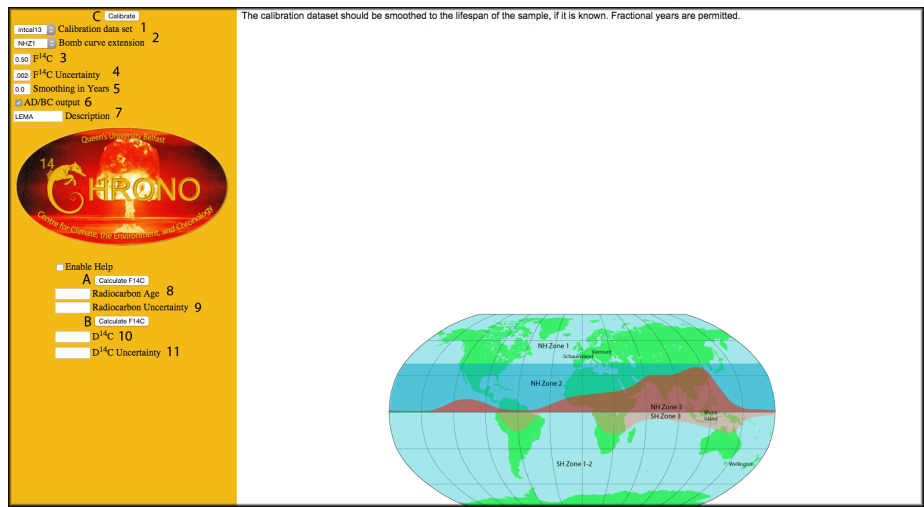 C Calibrate
intcal13 Calibration data set 1
NHZ1 Bomb curve extension 2
0.50 F14C 3
.002 F14C Uncertainty 4
0.0 Smoothing in Years 5
AD/BC output 6
LEMA Description 7
Queen's University Belfast
14
CHRONO
Centre for Climate, the Environment, and Chronology
Enable Help
A Calculate F14C
Radiocarbon Age 8
Radiocarbon Uncertainty 9
B Calculate F14C
D14C 10
D14C Uncertainty 11
The calibration dataset should be smoothed to the lifespan of the sample, if it is known. Fractional years are permitted.
NH Zone 1
Vermunt
Schauinsland
NH Zone 2
NH Zone 3
SH Zone 3
Island
SH Zone 1-2
Wellington